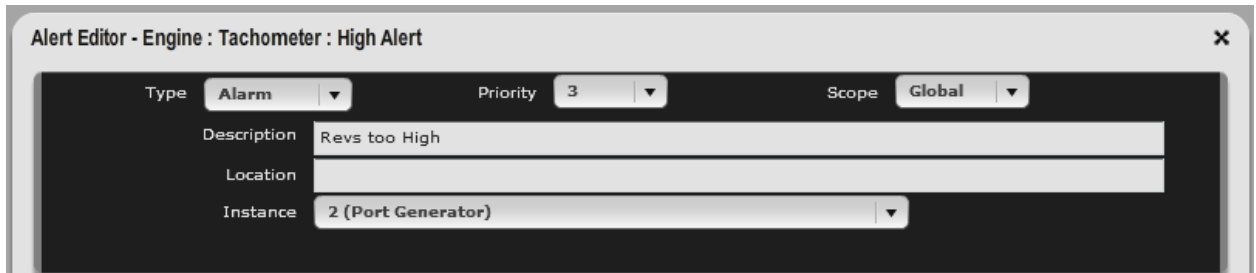 Alert Editor - Engine : Tachometer : High Alert
Type Alarm Priority 3 Scope Global
Description Revs too High
Location
Instance 2 (Port Generator)